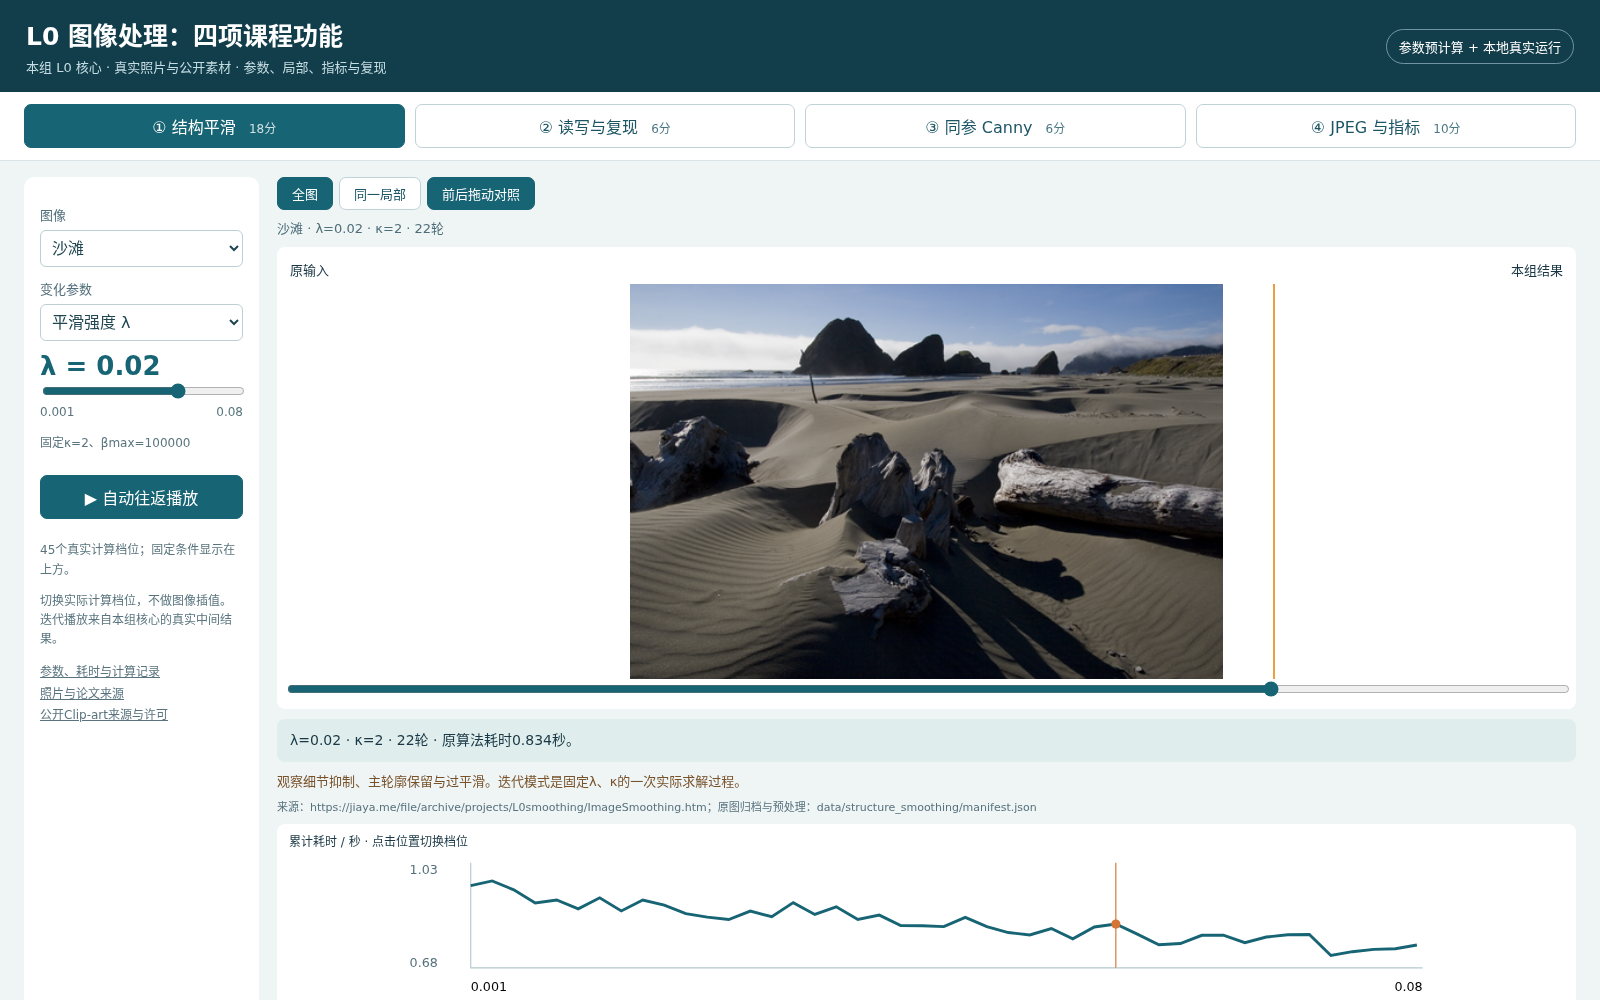 L0 图像处理：四项课程功能
本组 L0 核心 · 真实照片与公开素材 · 参数、局部、指标与复现
参数预计算 + 本地真实运行
① 结构平滑 18分
② 读写与复现 6分
③ 同参 Canny 6分
④ JPEG 与指标 10分
图像
沙滩
变化参数
平滑强度 λ
λ = 0.02
0.001 0.08
固定κ=2、βmax=100000
▶ 自动往返播放
45个真实计算档位；固定条件显示在
上方。
切换实际计算档位，不做图像插值。
迭代播放来自本组核心的真实中间结
果。
参数、耗时与计算记录
照片与论文来源
公开Clip-art来源与许可
全图
同一局部
前后拖动对照
沙滩 · λ=0.02 · κ=2 · 22轮
原输入
本组结果
λ=0.02 · κ=2 · 22轮 · 原算法耗时0.834秒。
观察细节抑制、主轮廓保留与过平滑。迭代模式是固定λ、κ的一次实际求解过程。
来源：https://jiaya.me/file/archive/projects/L0smoothing/ImageSmoothing.htm；原图归档与预处理：data/structure_smoothing/manifest.json
累计耗时 / 秒 · 点击位置切换档位
1.03
0.68
0.001 0.08